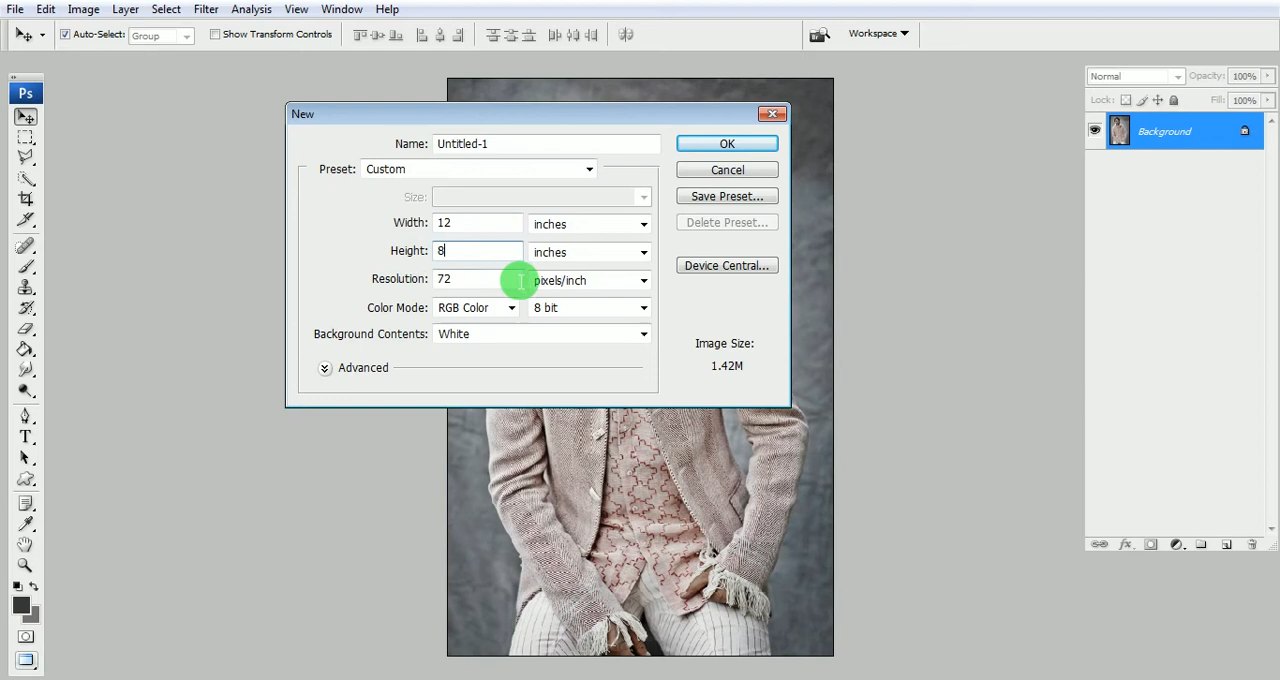 File Edit Image Layer Select Filter Analysis View Window Help
Auto-Select: Group Show Transform Controls Workspace
Ps
Normal Opacity: 100%
Lock: Fill: 100%
Background
New
Name: Untitled-1 OK
Preset: Custom Cancel
Size: Save Preset...
Width: 12 inches Delete Preset...
Height: 8 inches
Device Central...
Resolution: 72 pixels/inch
Color Mode: RGB Color 8 bit
Background Contents: White
Image Size:
1.42M
Advanced
T
fx